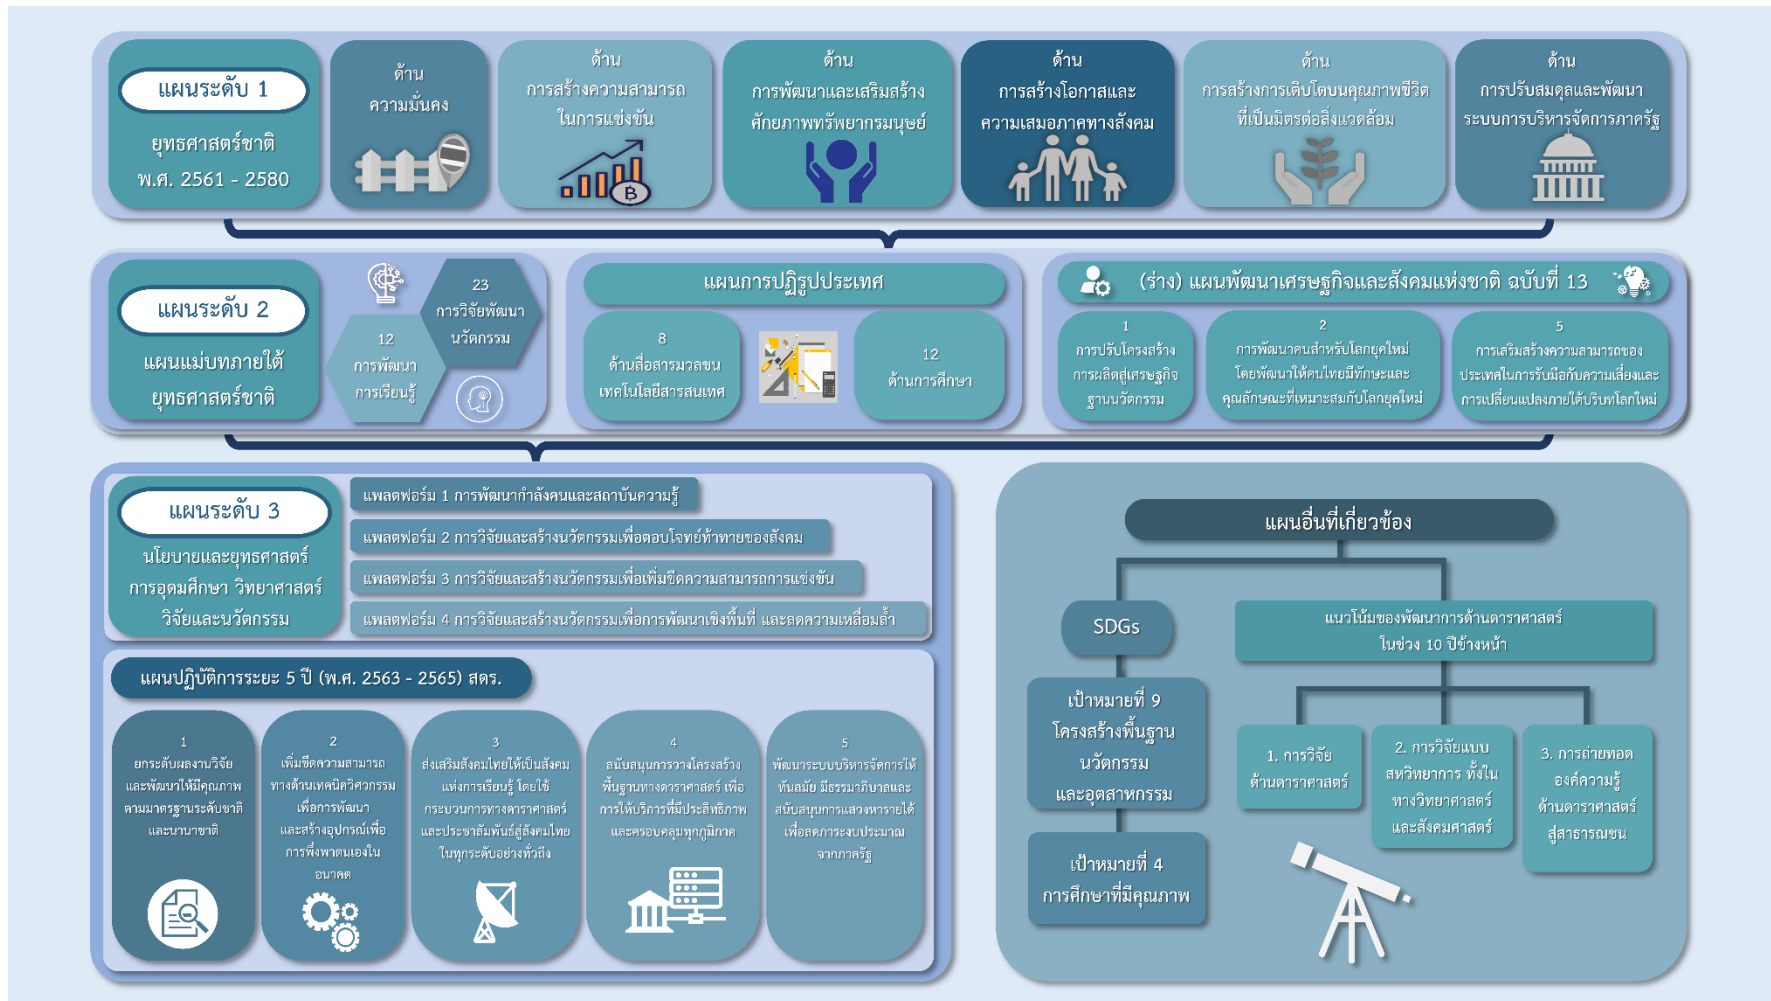 แผนระดับ 1
ยุทธศาสตร์ชาติ
พ.ศ. 2561 - 2580
ด้าน
ความมั่นคง
ด้าน
การสร้างความสามารถ
ในการแข่งขัน
ด้าน
การพัฒนาและเสริมสร้าง
ศักยภาพทรัพยากรมนุษย์
ด้าน
การสร้างโอกาสและ
ความเสมอภาคทางสังคม
ด้าน
การสร้างการเติบโตบนคุณภาพชีวิต
ที่เป็นมิตรต่อสิ่งแวดล้อม
ด้าน
การปรับสมดุลและพัฒนา
ระบบการบริหารจัดการภาครัฐ
แผนระดับ 2
แผนแม่บทภายใต้
ยุทธศาสตร์ชาติ
12
การพัฒนา
การเรียนรู้
23
การวิจัยพัฒนา
นวัตกรรม
แผนการปฏิรูปประเทศ
8
ด้านสื่อสารมวลชน
เทคโนโลยีสารสนเทศ
12
ด้านการศึกษา
(ร่าง) แผนพัฒนาเศรษฐกิจและสังคมแห่งชาติ ฉบับที่ 13
1
การปรับโครงสร้าง
การผลิตสู่เศรษฐกิจ
ฐานนวัตกรรม
2
การพัฒนาคนสำหรับโลกยุคใหม่
โดยพัฒนาให้คนไทยมีทักษะและ
คุณลักษณะที่เหมาะสมกับโลกยุคใหม่
5
การเสริมสร้างความสามารถของ
ประเทศในการรับมือกับความเสี่ยงและ
การเปลี่ยนแปลงภายใต้บริบทโลกใหม่
แผนระดับ 3
นโยบายและยุทธศาสตร์
การอุดมศึกษา วิทยาศาสตร์
วิจัยและนวัตกรรม
แพลตฟอร์ม 1 การพัฒนากำลังคนและสถาบันความรู้
แพลตฟอร์ม 2 การวิจัยและสร้างนวัตกรรมเพื่อตอบโจทย์ท้าทายของสังคม
แพลตฟอร์ม 3 การวิจัยและสร้างนวัตกรรมเพื่อเพิ่มขีดความสามารถการแข่งขัน
แพลตฟอร์ม 4 การวิจัยและสร้างนวัตกรรมเพื่อการพัฒนาเชิงพื้นที่ และลดความเหลื่อมล้ำ
แผนปฏิบัติการระยะ 5 ปี (พ.ศ. 2563 - 2565) สดร.
1
ยกระดับผลงานวิจัย
และพัฒนาให้มีคุณภาพ
ตามมาตรฐานระดับชาติ
และนานาชาติ
2
เพิ่มขีดความสามารถ
ทางด้านเทคนิควิศวกรรม
เพื่อการพัฒนา
และสร้างอุปกรณ์เพื่อ
การพึ่งพาตนเองใน
อนาคต
3
ส่งเสริมสังคมไทยให้เป็นสังคม
แห่งการเรียนรู้ โดยใช้
กระบวนการทางดาราศาสตร์
และประชาสัมพันธ์สู่สังคมไทย
ในทุกระดับอย่างทั่วถึง
4
สนับสนุนการวางโครงสร้าง
พื้นฐานทางดาราศาสตร์ เพื่อ
การให้บริการที่มีประสิทธิภาพ
และครอบคลุมทุกภูมิภาค
5
พัฒนาระบบบริหารจัดการให้
ทันสมัย มีธรรมาภิบาลและ
สนับสนุนการแสวงหารายได้
เพื่อลดภาระงบประมาณ
จากภาครัฐ
แผนอื่นที่เกี่ยวข้อง
SDGs
เป้าหมายที่ 9
โครงสร้างพื้นฐาน
นวัตกรรม
และอุตสาหกรรม
เป้าหมายที่ 4
การศึกษาที่มีคุณภาพ
แนวโน้มของพัฒนาการด้านดาราศาสตร์
ในช่วง 10 ปีข้างหน้า
1. การวิจัย
ด้านดาราศาสตร์
2. การวิจัยแบบ
สหวิทยาการ ทั้งใน
ทางวิทยาศาสตร์
และสังคมศาสตร์
3. การถ่ายทอด
องค์ความรู้
ด้านดาราศาสตร์
สู่สาธารณชน